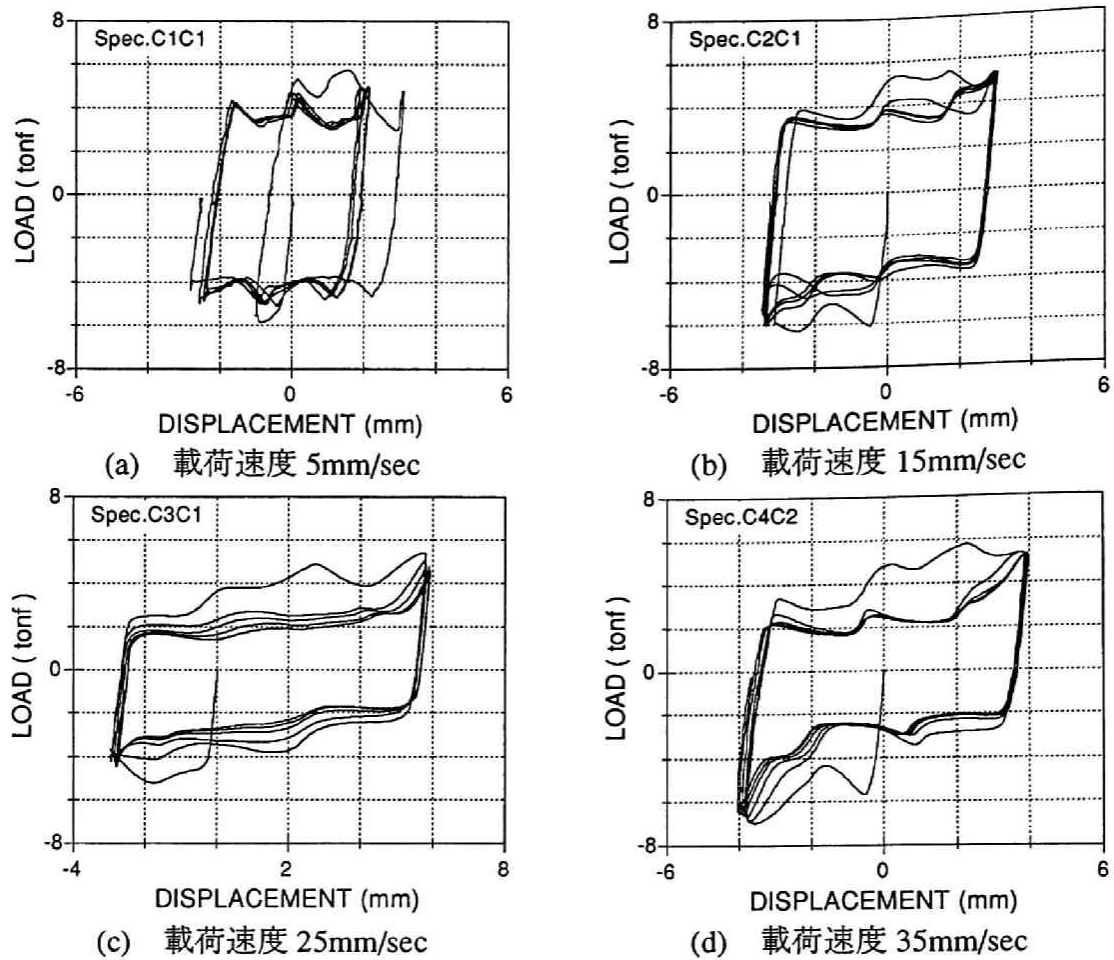 8
Spec.C1C1
LOAD ( tonf )
0
-8
-6
0
6
DISPLACEMENT (mm)
(a) 載荷速度 5mm/sec
8
Spec.C2C1
LOAD ( tonf )
0
-8
-6
0
6
DISPLACEMENT (mm)
(b) 載荷速度 15mm/sec
8
Spec.C3C1
LOAD ( tonf )
0
-8
-4
2
8
DISPLACEMENT (mm)
(c) 載荷速度 25mm/sec
8
Spec.C4C2
LOAD ( tonf )
0
-8
-6
0
6
DISPLACEMENT (mm)
(d) 載荷速度 35mm/sec